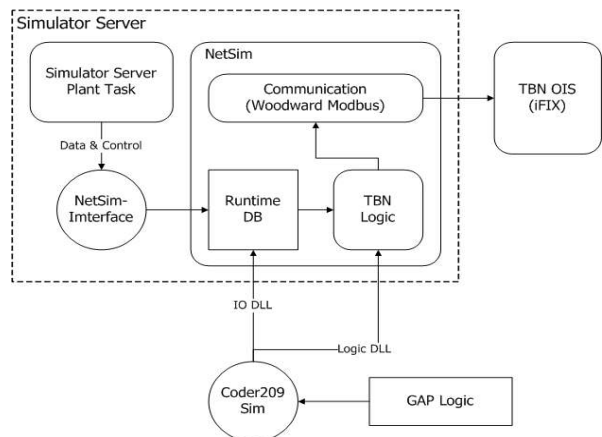 Simulator Server
Simulator Server
Plant Task
Data & Control
NetSim-
Imterface
NetSim
Communication
(Woodward Modbus)
Runtime
DB
TBN
Logic
TBN OIS
(iFIX)
IO DLL
Logic DLL
Coder209
Sim
GAP Logic